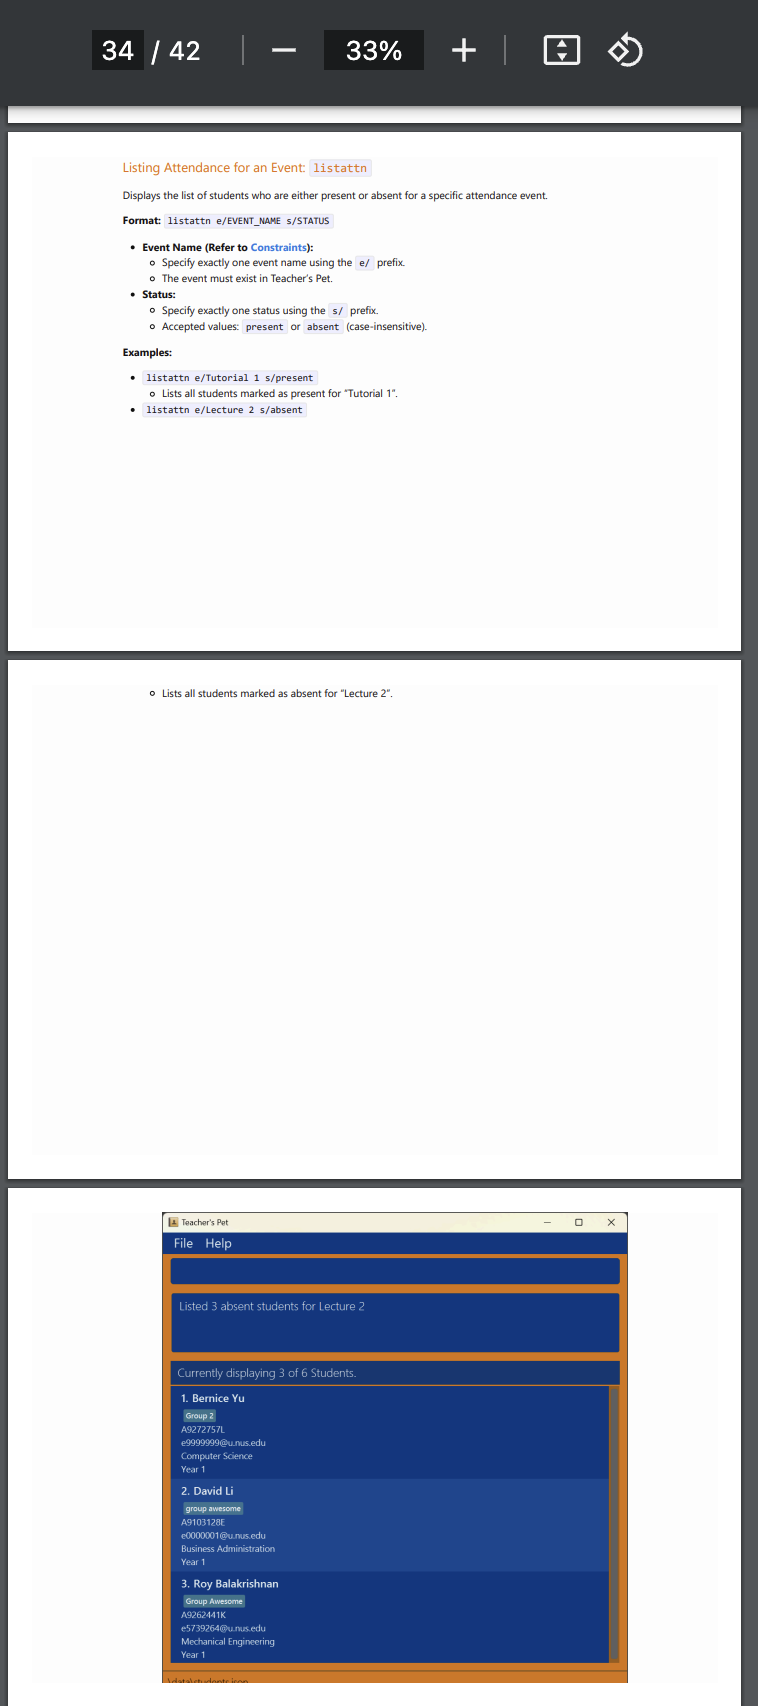 34 / 42 33%
Listing Attendance for an Event: listattn
Displays the list of students who are either present or absent for a specific attendance event.
Format: listattn e/EVENT_NAME s/STATUS
Event Name (Refer to Constraints):
Specify exactly one event name using the e/ prefix.
The event must exist in Teacher's Pet.
Status:
Specify exactly one status using the s/ prefix.
Accepted values: present or absent (case-insensitive).
Examples:
listattn e/Tutorial 1 s/present
Lists all students marked as present for “Tutorial 1”.
listattn e/Lecture 2 s/absent
Lists all students marked as absent for “Lecture 2”.
Teacher's Pet
File Help
Listed 3 absent students for Lecture 2
Currently displaying 3 of 6 Students.
1. Bernice Yu
Group 2
A9272757L
e9999999@u.nus.edu
Computer Science
Year 1
2. David Li
group awesome
A9103128E
e0000001@u.nus.edu
Business Administration
Year 1
3. Roy Balakrishnan
Group Awesome
A9262441K
e5739264@u.nus.edu
Mechanical Engineering
Year 1
\data\students.json